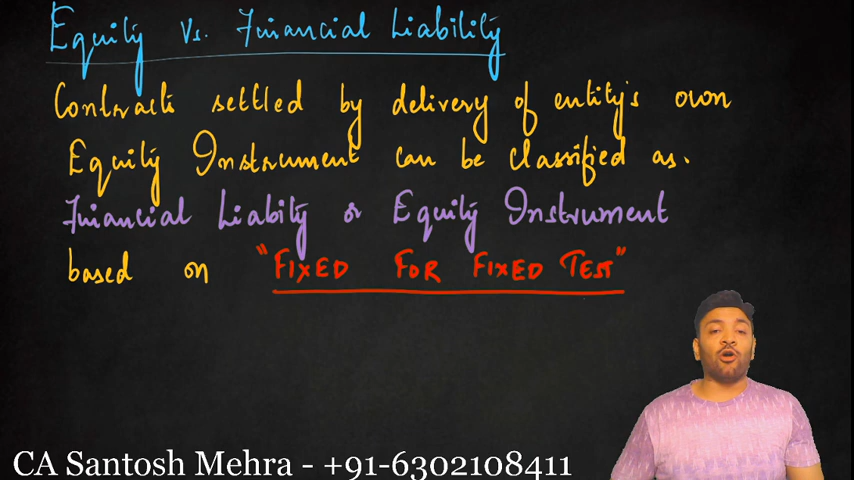 Equity Vs. Financial Liability
Contracts settled by delivery of entity's own
Equity Instrument can be classified as.
Financial Liabity or Equity Instrument
based on "FIXED FOR FIXED TEST"
CA Santosh Mehra - +91-6302108411